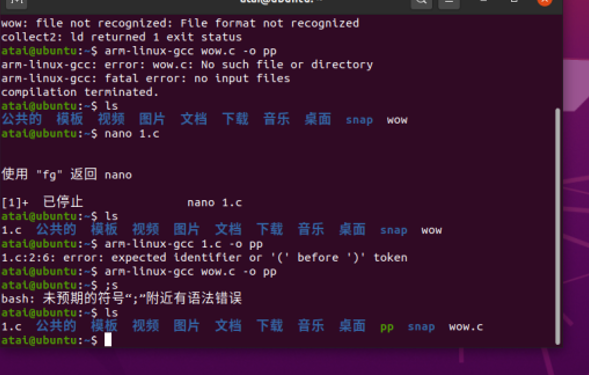 wow: file not recognized: File format not recognized
collect2: ld returned 1 exit status
atai@ubuntu:~$ arm-linux-gcc wow.c -o pp
arm-linux-gcc: error: wow.c: No such file or directory
arm-linux-gcc: fatal error: no input files
compilation terminated.
atai@ubuntu:~$ ls
公共的 模板 视频 图片 文档 下载 音乐 桌面 snap wow
atai@ubuntu:~$ nano 1.c
使用 "fg" 返回 nano
[1]+ 已停止 nano 1.c
atai@ubuntu:~$ ls
1.c 公共的 模板 视频 图片 文档 下载 音乐 桌面 snap wow
atai@ubuntu:~$ arm-linux-gcc 1.c -o pp
1.c:2:6: error: expected identifier or '(' before ')' token
atai@ubuntu:~$ arm-linux-gcc wow.c -o pp
atai@ubuntu:~$ ;s
bash: 未预期的符号“;”附近有语法错误
atai@ubuntu:~$ ls
1.c 公共的 模板 视频 图片 文档 下载 音乐 桌面 pp snap wow.c
atai@ubuntu:~$